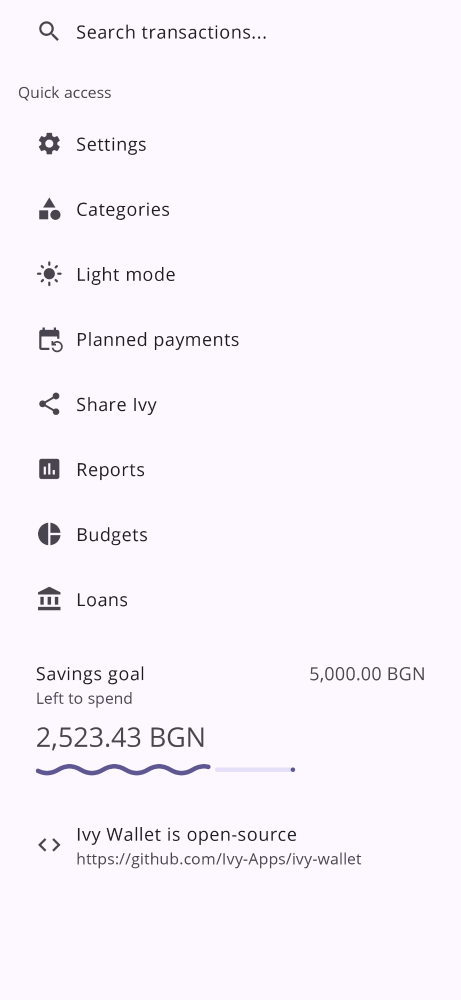 Search transactions...
Quick access
Settings
Categories
Light mode
Planned payments
Share Ivy
Reports
Budgets
Loans
Savings goal 5,000.00 BGN
Left to spend
2,523.43 BGN
Ivy Wallet is open-source
https://github.com/Ivy-Apps/ivy-wallet